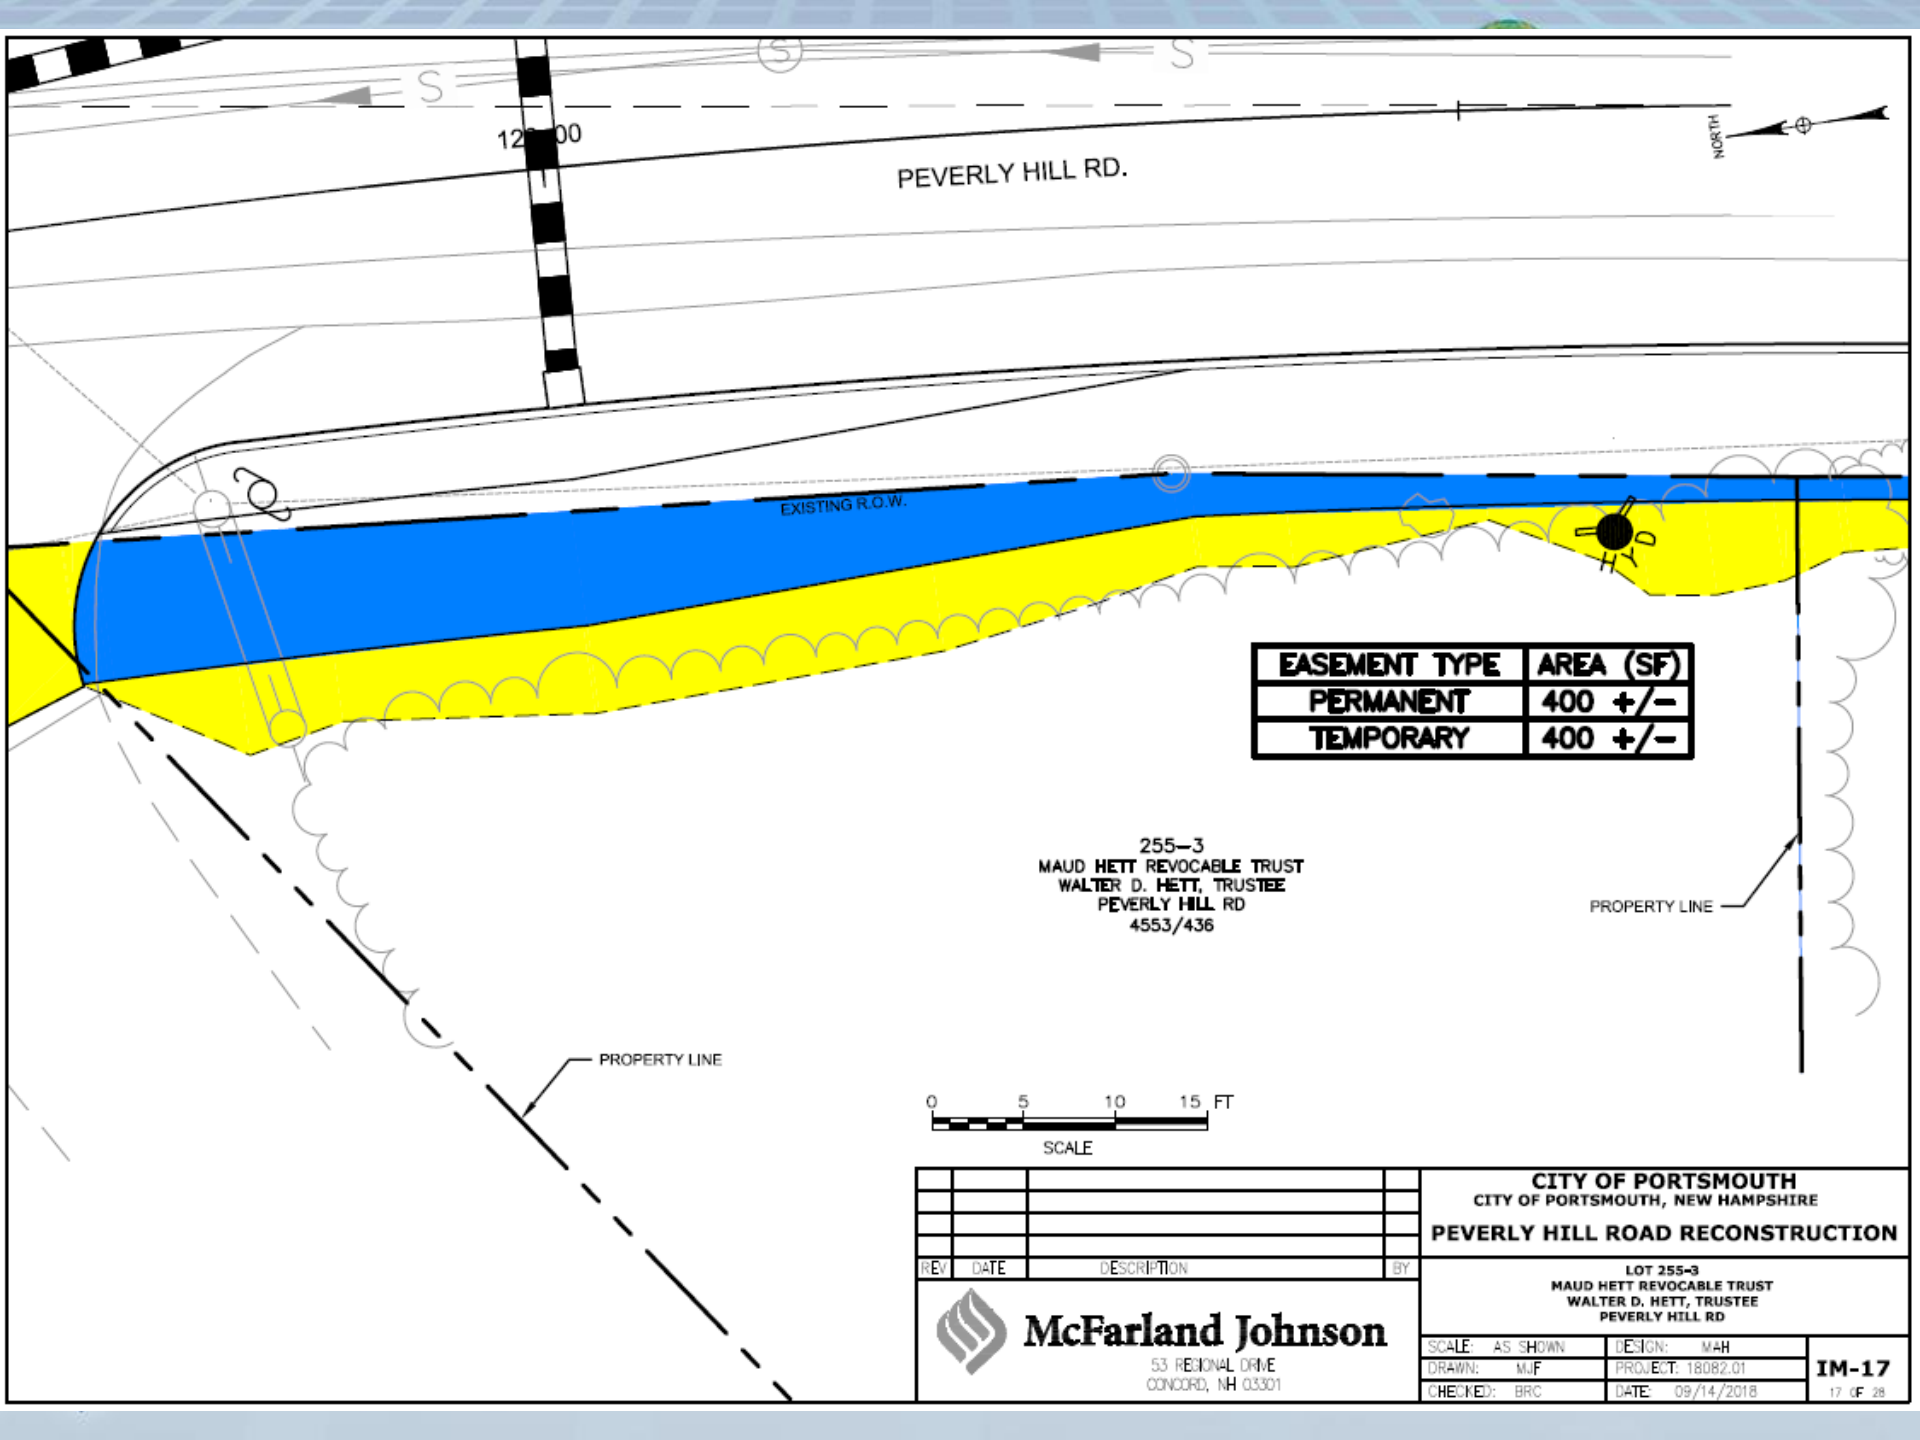 S
S
S
12
00
PEVERLY HILL RD.
NORTH
EXISTING R.O.W.
HYD
EASEMENT TYPE AREA (SF)
PERMANENT 400 +/-
TEMPORARY 400 +/-
255-3
MAUD HETT REVOCABLE TRUST
WALTER D. HETT, TRUSTEE
PEVERLY HILL RD
4553/436
PROPERTY LINE
PROPERTY LINE
0 5 10 15 FT
SCALE
REV DATE DESCRIPTION BY
McFarland Johnson
53 REGIONAL DRIVE
CONCORD, NH 03301
CITY OF PORTSMOUTH
CITY OF PORTSMOUTH, NEW HAMPSHIRE
PEVERLY HILL ROAD RECONSTRUCTION
LOT 255-3
MAUD HETT REVOCABLE TRUST
WALTER D. HETT, TRUSTEE
PEVERLY HILL RD
SCALE: AS SHOWN DESIGN: MAH
DRAWN: MJF PROJECT: 18082.01
CHECKED: BRC DATE: 09/14/2018
IM-17
17 OF 28